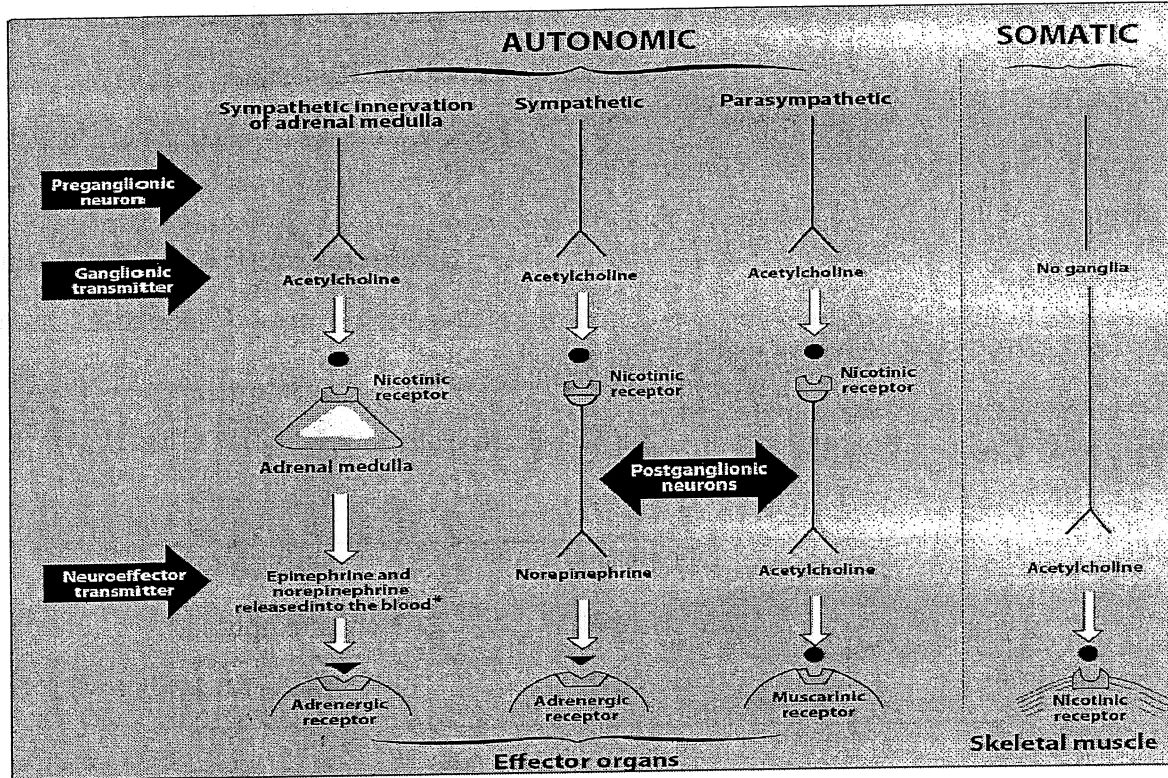 AUTONOMIC
SOMATIC
Sympathetic innervation
of adrenal medulla
Sympathetic
Parasympathetic
Preganglionic
neuron
Ganglionic
transmitter
Acetylcholine
Acetylcholine
Acetylcholine
No ganglia
Nicotinic
receptor
Nicotinic
receptor
Nicotinic
receptor
Adrenal medulla
Postganglionic
neurons
Neuroeffector
transmitter
Epinephrine and
norepinephrine
releasedinto the blood*
Norepinephrine
Acetylcholine
Acetylcholine
Adrenergic
receptor
Adrenergic
receptor
Muscarinic
receptor
Nicotinic
receptor
Effector organs
Skeletal muscle